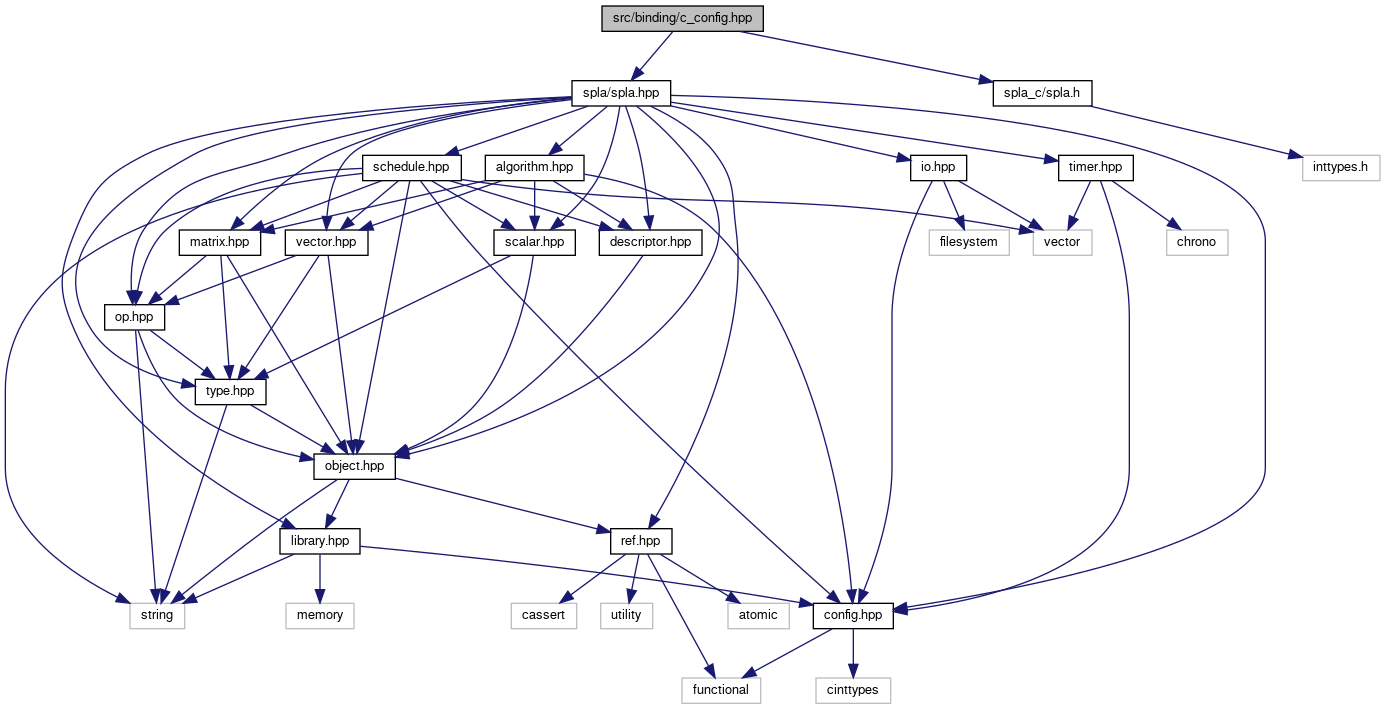 src/binding/c_config.hpp
spla/spla.hpp
spla_c/spla.h
schedule.hpp
algorithm.hpp
io.hpp
timer.hpp
inttypes.h
matrix.hpp
vector.hpp
scalar.hpp
descriptor.hpp
filesystem
vector
chrono
op.hpp
type.hpp
object.hpp
library.hpp
ref.hpp
string
memory
cassert
utility
atomic
config.hpp
functional
cinttypes